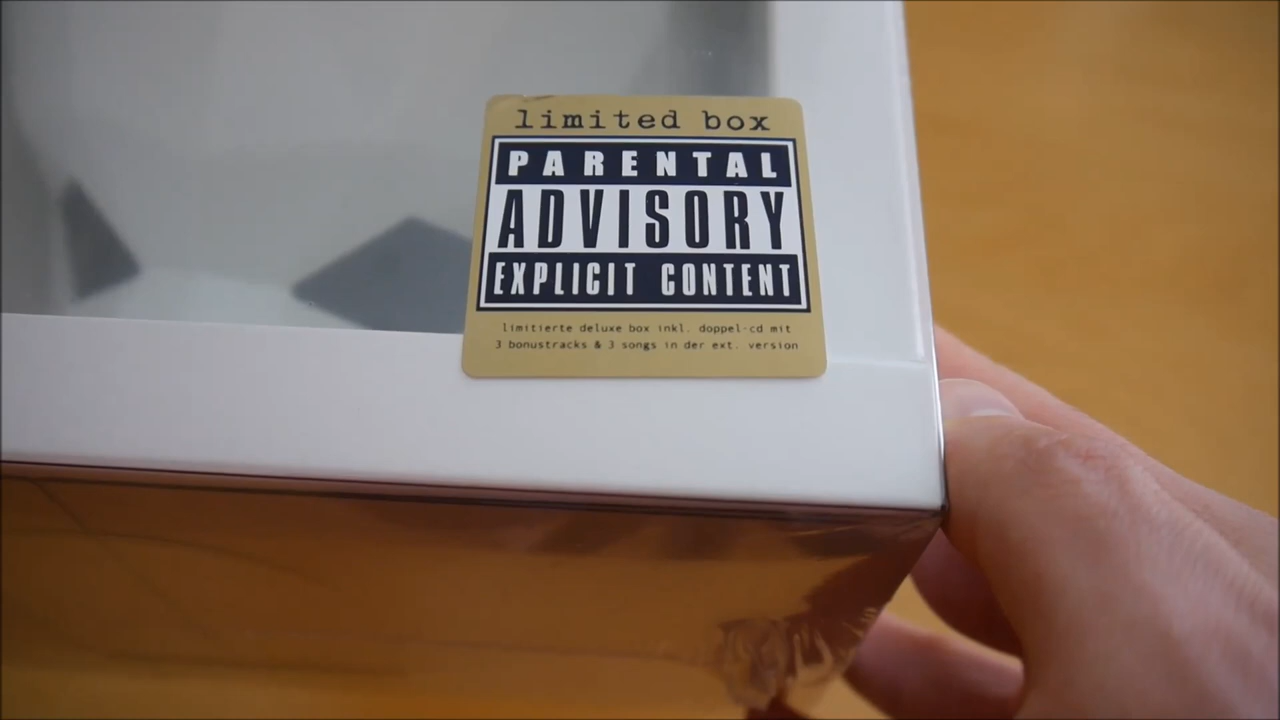 limited box
PARENTAL
ADVISORY
EXPLICIT CONTENT
limitierte deluxe box inkl. doppel-cd mit
3 bonustracks & 3 songs in der ext. version